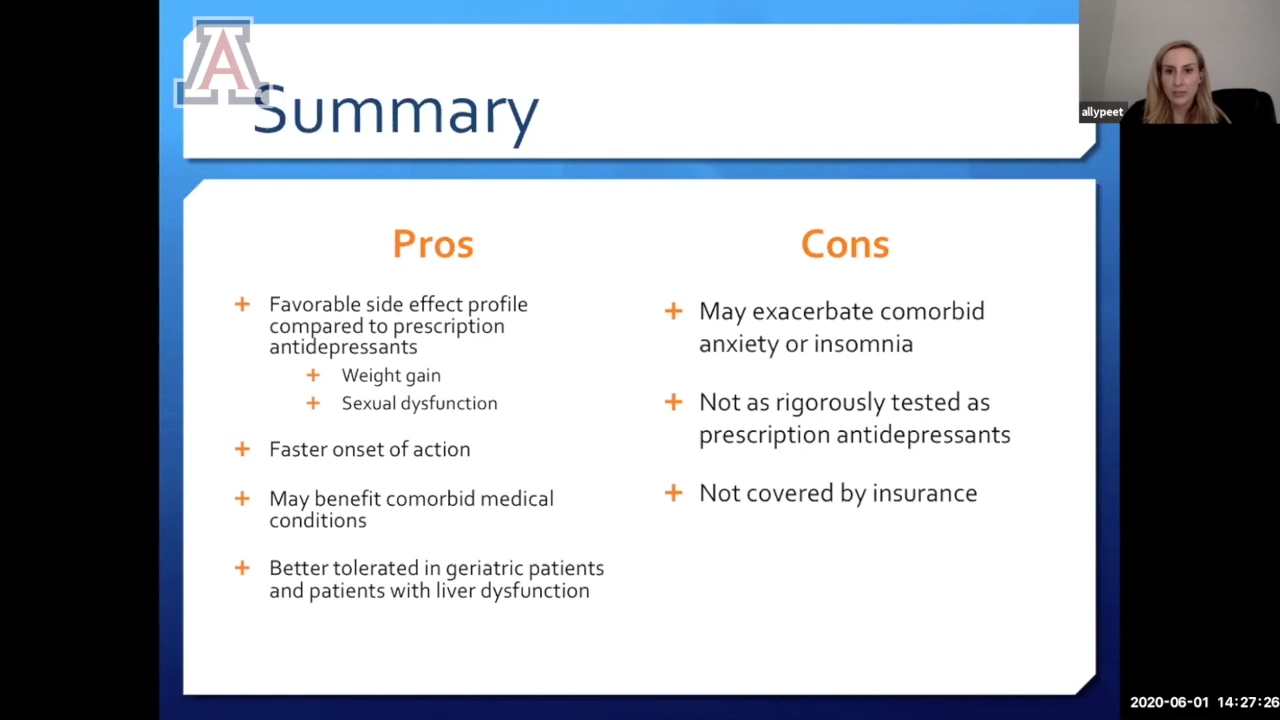 A
Summary
allypeet
Pros
Favorable side effect profile
compared to prescription
antidepressants
Weight gain
Sexual dysfunction
Faster onset of action
May benefit comorbid medical
conditions
Better tolerated in geriatric patients
and patients with liver dysfunction
Cons
May exacerbate comorbid
anxiety or insomnia
Not as rigorously tested as
prescription antidepressants
Not covered by insurance
2020-06-01 14:27:26